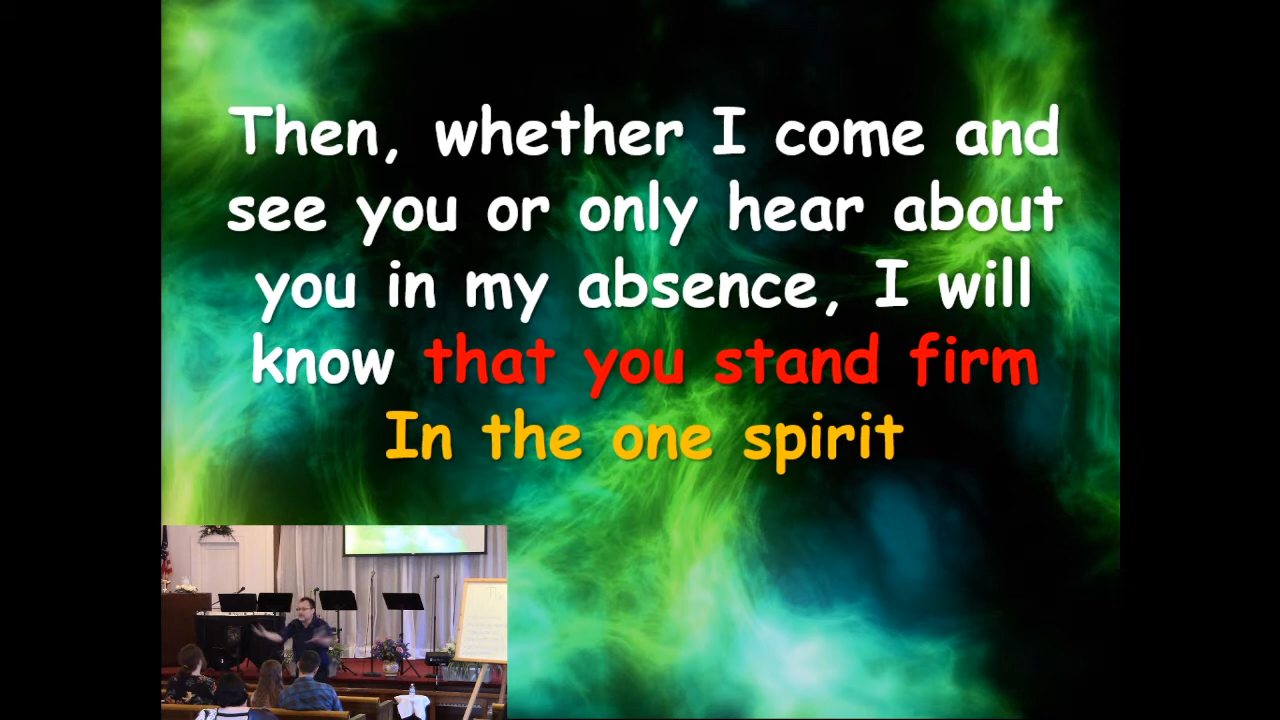 Then, whether I come and
see you or only hear about
you in my absence, I will
know that you stand firm
In the one spirit